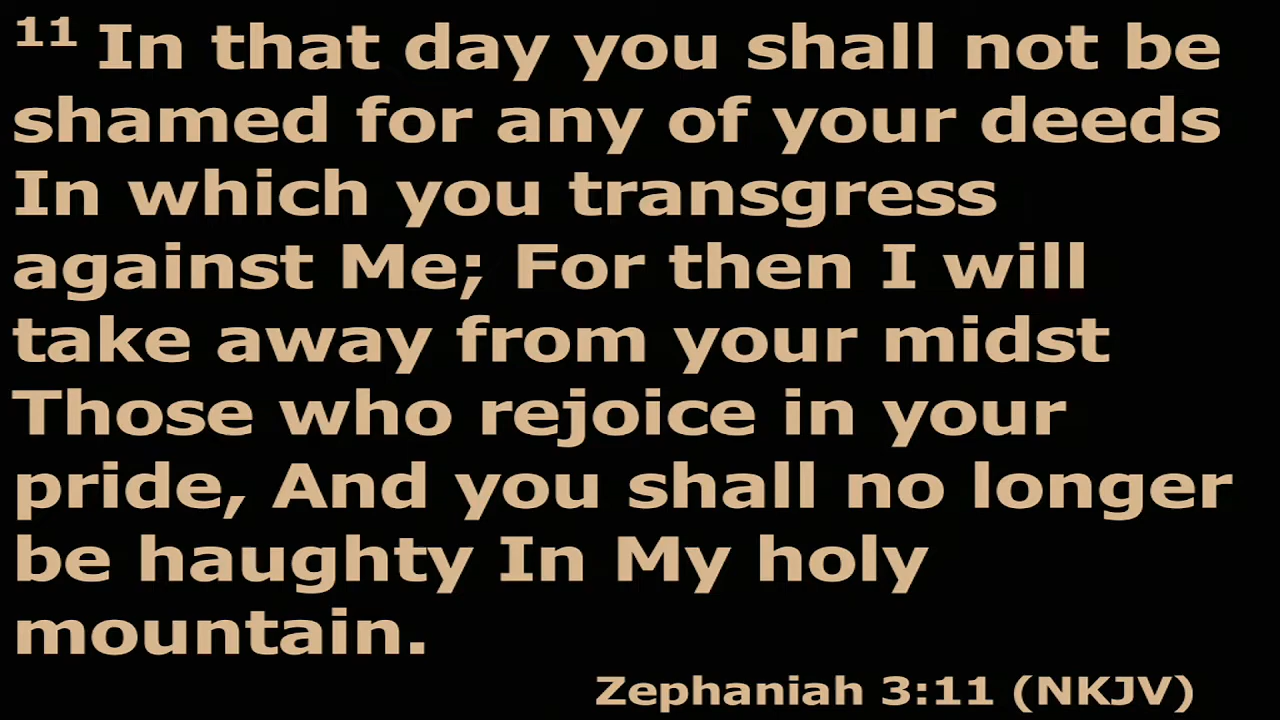 11 In that day you shall not be
shamed for any of your deeds
In which you transgress
against Me; For then I will
take away from your midst
Those who rejoice in your
pride, And you shall no longer
be haughty In My holy
mountain.
Zephaniah 3:11 (NKJV)